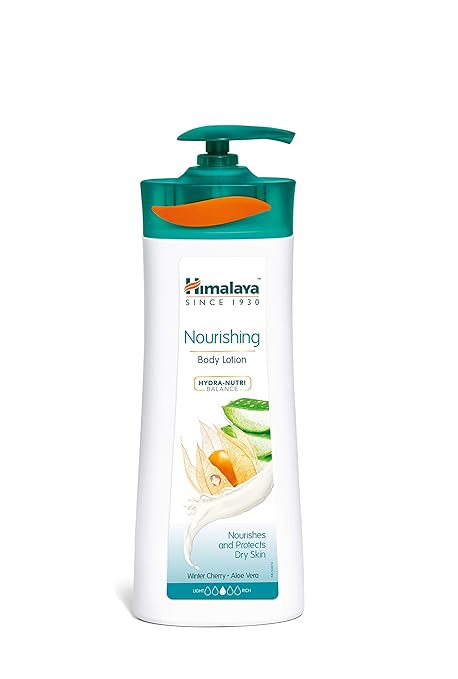 Himalaya™
SINCE 1930
Nourishing
Body Lotion
HYDRA-NUTRI
BALANCE
Nourishes
and Protects
Dry Skin
Winter Cherry • Aloe Vera
LIGHT RICH